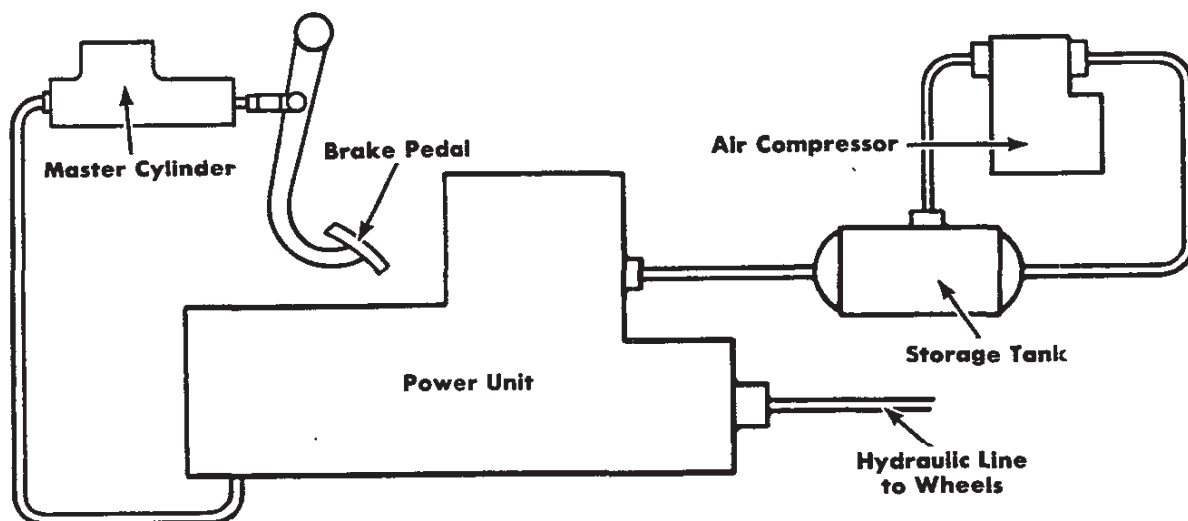 Master Cylinder
Brake Pedal
Air Compressor
Storage Tank
Power Unit
Hydraulic Line
to Wheels